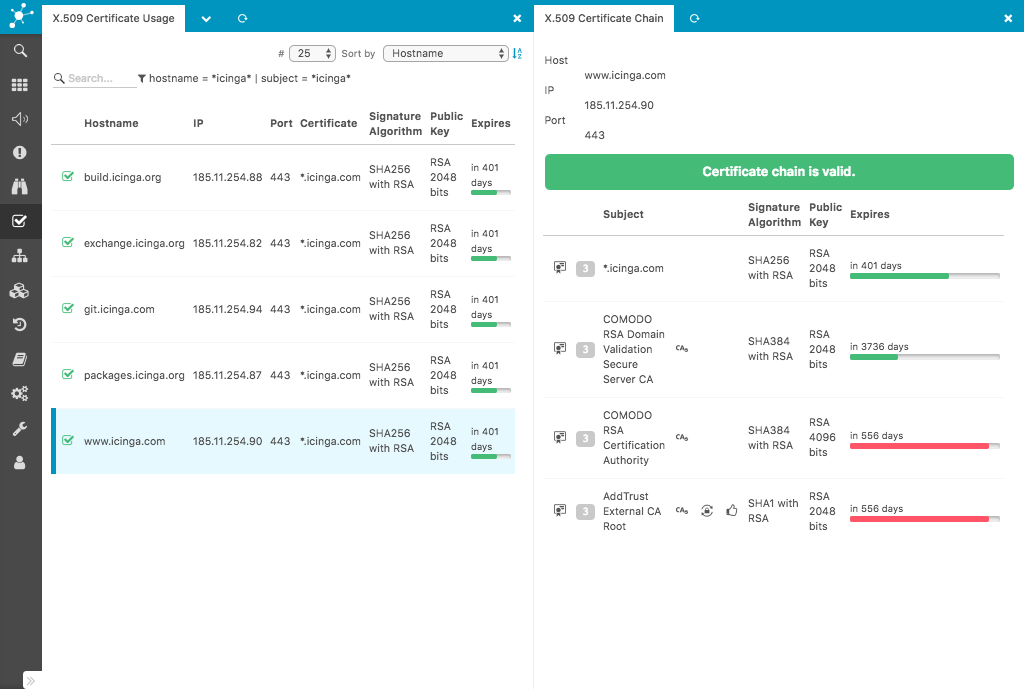 X.509 Certificate Usage
# 25 Sort by Hostname
Search... hostname = *icinga* | subject = *icinga*
Hostname IP Port Certificate Signature Algorithm Public Key Expires
build.icinga.org 185.11.254.88 443 *.icinga.com SHA256 with RSA RSA 2048 bits in 401 days
exchange.icinga.org 185.11.254.82 443 *.icinga.com SHA256 with RSA RSA 2048 bits in 401 days
git.icinga.com 185.11.254.94 443 *.icinga.com SHA256 with RSA RSA 2048 bits in 401 days
packages.icinga.org 185.11.254.87 443 *.icinga.com SHA256 with RSA RSA 2048 bits in 401 days
www.icinga.com 185.11.254.90 443 *.icinga.com SHA256 with RSA RSA 2048 bits in 401 days
X.509 Certificate Chain
Host
www.icinga.com
IP
185.11.254.90
Port
443
Certificate chain is valid.
Subject Signature Algorithm Public Key Expires
3 *.icinga.com SHA256 with RSA RSA 2048 bits in 401 days
3 COMODO RSA Domain Validation Secure Server CA CAs SHA384 with RSA RSA 2048 bits in 3736 days
3 COMODO RSA Certification Authority CAs SHA384 with RSA RSA 4096 bits in 556 days
3 AddTrust External CA Root CAs SHA1 with RSA RSA 2048 bits in 556 days